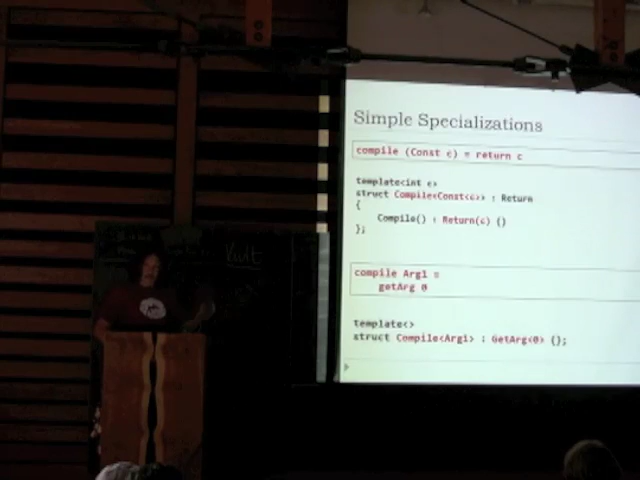 Simple Specializations
compile (Const c) = return c
template<int c>
struct Compile<Const<c>> : Return
{
Compile() : Return(c) {}
};
compile Arg1 =
getArg 0
template<>
struct Compile<Arg1> : GetArg<0> {};